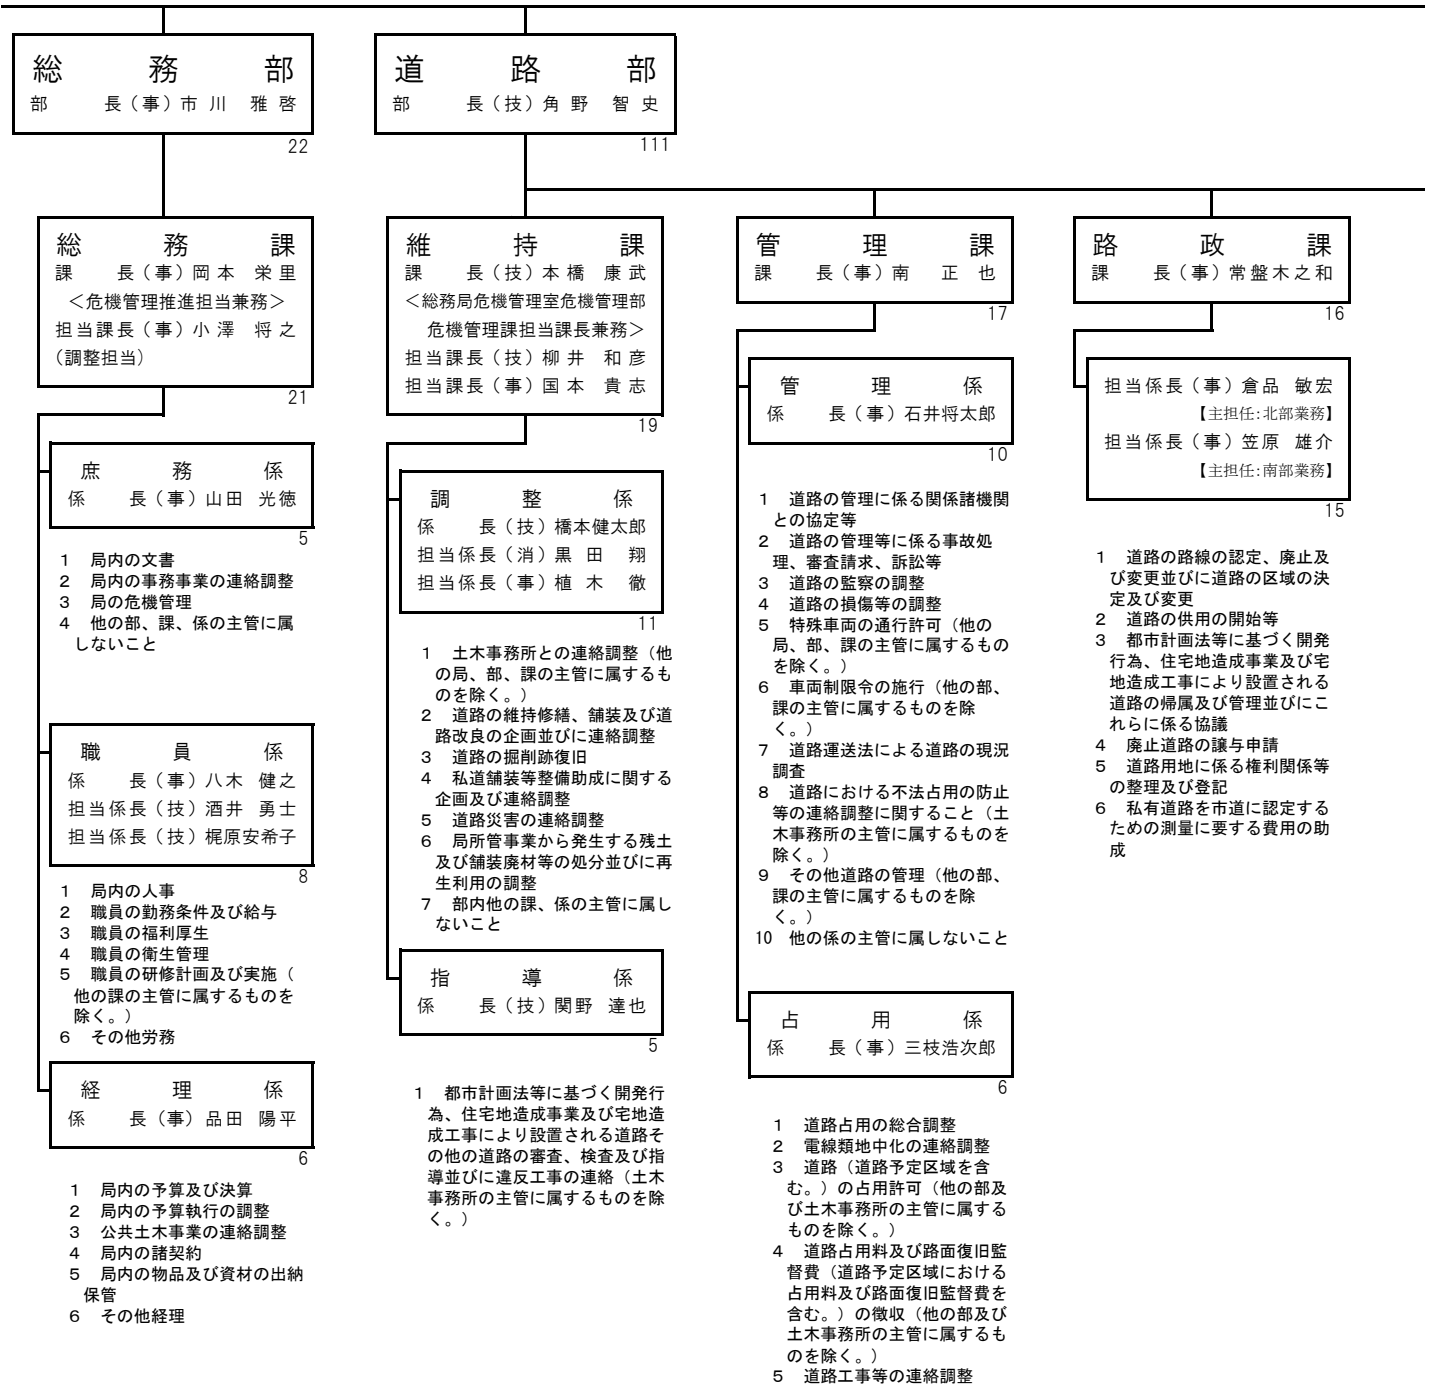 総務部
部長（事）市川　雅啓
22
総務課
課長（事）岡本　栄里
＜危機管理推進担当兼務＞
担当課長（事）小澤　将之
（調整担当）
21
庶務係
係長（事）山田　光徳
5
1　局内の文書
2　局内の事務事業の連絡調整
3　局の危機管理
4　他の部、課、係の主管に属
しないこと
職員係
係長（事）八木　健之
担当係長（技）酒井　勇士
担当係長（技）梶原安希子
8
1　局内の人事
2　職員の勤務条件及び給与
3　職員の福利厚生
4　職員の衛生管理
5　職員の研修計画及び実施（
他の課の主管に属するものを
除く。）
6　その他労務
経理係
係長（事）品田　陽平
6
1　局内の予算及び決算
2　局内の予算執行の調整
3　公共土木事業の連絡調整
4　局内の諸契約
5　局内の物品及び資材の出納
保管
6　その他経理
道路部
部長（技）角野　智史
111
維持課
課長（技）本橋　康武
＜総務局危機管理室危機管理部
危機管理課担当課長兼務＞
担当課長（技）柳井　和彦
担当課長（事）国本　貴志
19
調整係
係長（技）橋本健太郎
担当係長（消）黒田　翔
担当係長（事）植木　徹
11
1　土木事務所との連絡調整（他
の局、部、課の主管に属するも
のを除く。）
2　道路の維持修繕、舗装及び道
路改良の企画並びに連絡調整
3　道路の掘削跡復旧
4　私道舗装等整備助成に関する
企画及び連絡調整
5　道路災害の連絡調整
6　局所管事業から発生する残土
及び舗装廃材等の処分並びに再
生利用の調整
7　部内他の課、係の主管に属し
ないこと
指導係
係長（技）関野　達也
5
1　都市計画法等に基づく開発行
為、住宅地造成事業及び宅地造
成工事により設置される道路そ
の他の道路の審査、検査及び指
導並びに違反工事の連絡（土木
事務所の主管に属するものを除
く。）
管理課
課長（事）南　正也
17
管理係
係長（事）石井将太郎
10
1　道路の管理に係る関係諸機関
との協定等
2　道路の管理等に係る事故処
理、審査請求、訴訟等
3　道路の監察の調整
4　道路の損傷等の調整
5　特殊車両の通行許可（他の
局、部、課の主管に属するもの
を除く。）
6　車両制限令の施行（他の部、
課の主管に属するものを除
く。）
7　道路運送法による道路の現況
調査
8　道路における不法占用の防止
等の連絡調整に関すること（土
木事務所の主管に属するものを
除く。）
9　その他道路の管理（他の部、
課の主管に属するものを除
く。）
10　他の係の主管に属しないこと
占用係
係長（事）三枝浩次郎
6
1　道路占用の総合調整
2　電線類地中化の連絡調整
3　道路（道路予定区域を含
む。）の占用許可（他の部及
び土木事務所の主管に属する
ものを除く。）
4　道路占用料及び路面復旧監
督費（道路予定区域における
占用料及び路面復旧監督費を
含む。）の徴収（他の部及び
土木事務所の主管に属するも
のを除く。）
5　道路工事等の連絡調整
路政課
課長（事）常盤木之和
16
担当係長（事）倉品　敏宏
【主担任:北部業務】
担当係長（事）笠原　雄介
【主担任:南部業務】
15
1　道路の路線の認定、廃止及
び変更並びに道路の区域の決
定及び変更
2　道路の供用の開始等
3　都市計画法等に基づく開発
行為、住宅地造成事業及び宅
地造成工事により設置される
道路の帰属及び管理並びにこ
れらに係る協議
4　廃止道路の譲与申請
5　道路用地に係る権利関係等
の整理及び登記
6　私有道路を市道に認定する
ための測量に要する費用の助
成